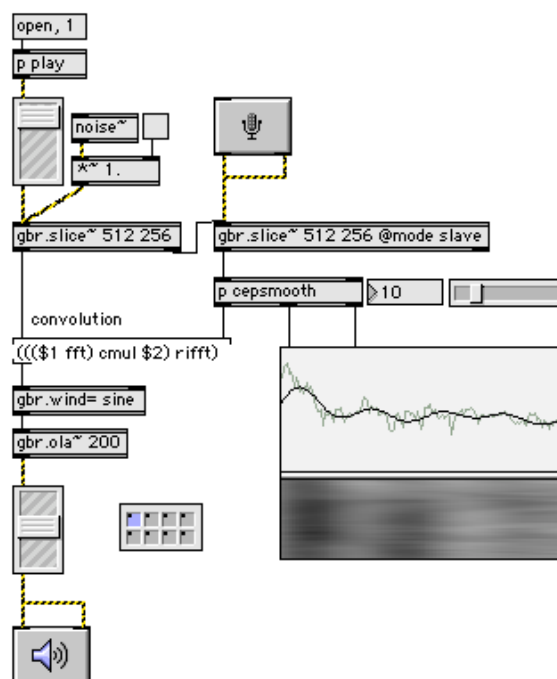 open, 1
p play
noise~
*~ 1.
gbr.slice~ 512 256
gbr.slice~ 512 256 @mode slave
p cepsmooth
10
convolution
((($1 fft) cmul $2) rifft)
gbr.wind= sine
gbr.ola~ 200